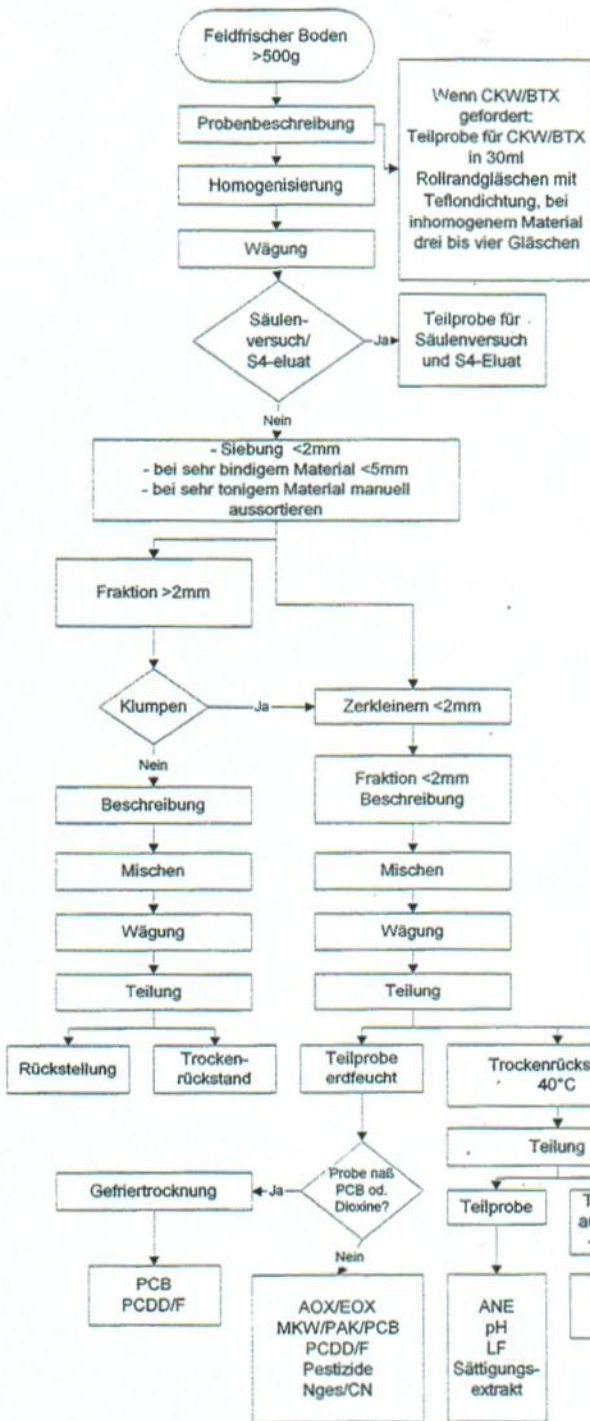 Feldfrischer Boden
>500g
Probenbeschreibung
Wenn CKW/BTX
gefordert:
Teilprobe für CKW/BTX
in 30ml
Rollrandgläschen mit
Teflondichtung, bei
inhomogenem Material
drei bis vier Gläschen
Homogenisierung
Wägung
Säulen-
versuch/
S4-eluat
Ja
Teilprobe für
Säulenversuch
und S4-Eluat
Nein
- Siebung <2mm
- bei sehr bindigem Material <5mm
- bei sehr tonigem Material manuell
aussortieren
Fraktion >2mm
Klumpen
Ja
Zerkleinern <2mm
Nein
Beschreibung
Fraktion <2mm
Beschreibung
Mischen
Mischen
Wägung
Wägung
Teilung
Teilung
Rückstellung
Trocken-
rückstand
Teilprobe
erdfeucht
Trockenrücks
40°C
Teilung
Probe naß
PCB od.
Dioxine?
Ja
Gefriertrocknung
Teilprobe
Nein
PCB
PCDD/F
AOX/EOX
MKW/PAK/PCB
PCDD/F
Pestizide
Nges/CN
ANE
pH
LF
Sättigungs-
extrakt